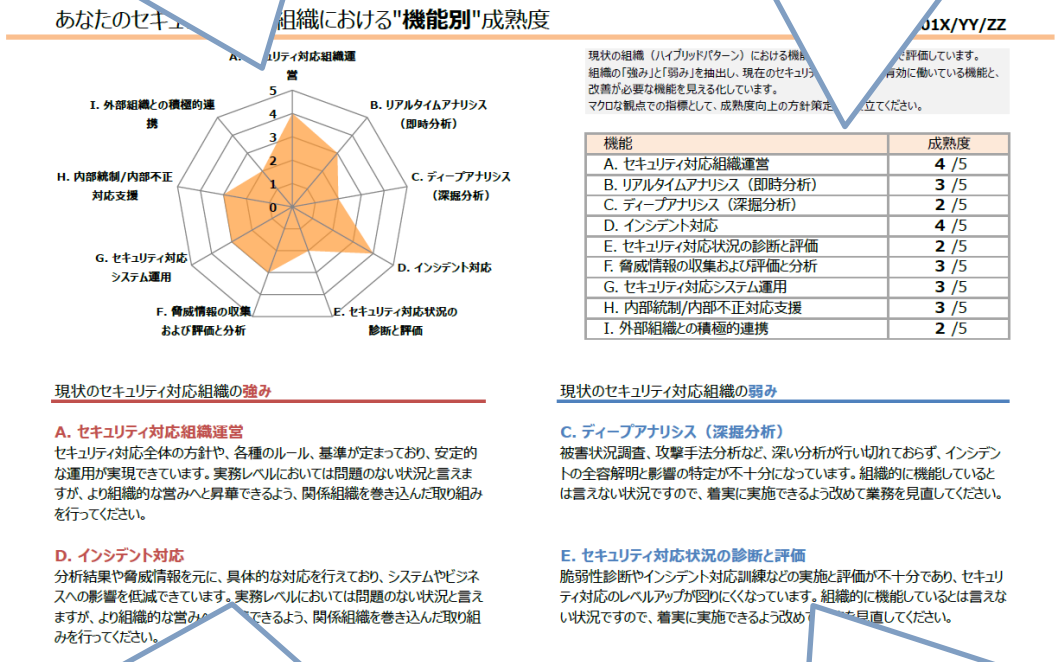 あなたのセキュ 組織における"機能別"成熟度
01X/YY/ZZ
A. リティ対応組織運
営
I. 外部組織との積極的連
携
B. リアルタイムアナリシス
(即時分析)
H. 内部統制/内部不正
対応支援
C. ディープアナリシス
(深掘分析)
G. セキュリティ対応
システム運用
D. インシデント対応
F. 脅威情報の収集
および評価と分析
E. セキュリティ対応状況の
診断と評価
5
4
3
2
1
0
現状の組織(ハイブリッドパターン)における機 で評価しています。
組織の「強み」と「弱み」を抽出し、現在のセキュリ 有効に働いている機能と、
改善が必要な機能を見える化しています。
マクロな観点での指標として、成熟度向上の方針策定 立てください。
機能 成熟度
A. セキュリティ対応組織運営 4 /5
B. リアルタイムアナリシス(即時分析) 3 /5
C. ディープアナリシス(深掘分析) 2 /5
D. インシデント対応 4 /5
E. セキュリティ対応状況の診断と評価 2 /5
F. 脅威情報の収集および評価と分析 3 /5
G. セキュリティ対応システム運用 3 /5
H. 内部統制/内部不正対応支援 3 /5
I. 外部組織との積極的連携 2 /5
現状のセキュリティ対応組織の強み
A. セキュリティ対応組織運営
セキュリティ対応全体の方針や、各種のルール、基準が定まっており、安定的
な運用が実現できています。実務レベルにおいては問題のない状況と言えま
すが、より組織的な営みへと昇華できるよう、関係組織を巻き込んだ取り組み
を行ってください。
D. インシデント対応
分析結果や脅威情報を元に、具体的な対応を行えており、システムやビジネ
スへの影響を低減できています。実務レベルにおいては問題のない状況と言え
ますが、より組織的な営み できるよう、関係組織を巻き込んだ取り組
みを行ってください。
現状のセキュリティ対応組織の弱み
C. ディープアナリシス(深掘分析)
被害状況調査、攻撃手法分析など、深い分析が行い切れておらず、インシデン
トの全容解明と影響の特定が不十分になっています。組織的に機能していると
は言えない状況ですので、着実に実施できるよう改めて業務を見直してください。
E. セキュリティ対応状況の診断と評価
脆弱性診断やインシデント対応訓練などの実施と評価が不十分であり、セキュリ
ティ対応のレベルアップが図りにくくなっています。組織的に機能しているとは言えな
い状況ですので、着実に実施できるよう改め を見直してください。